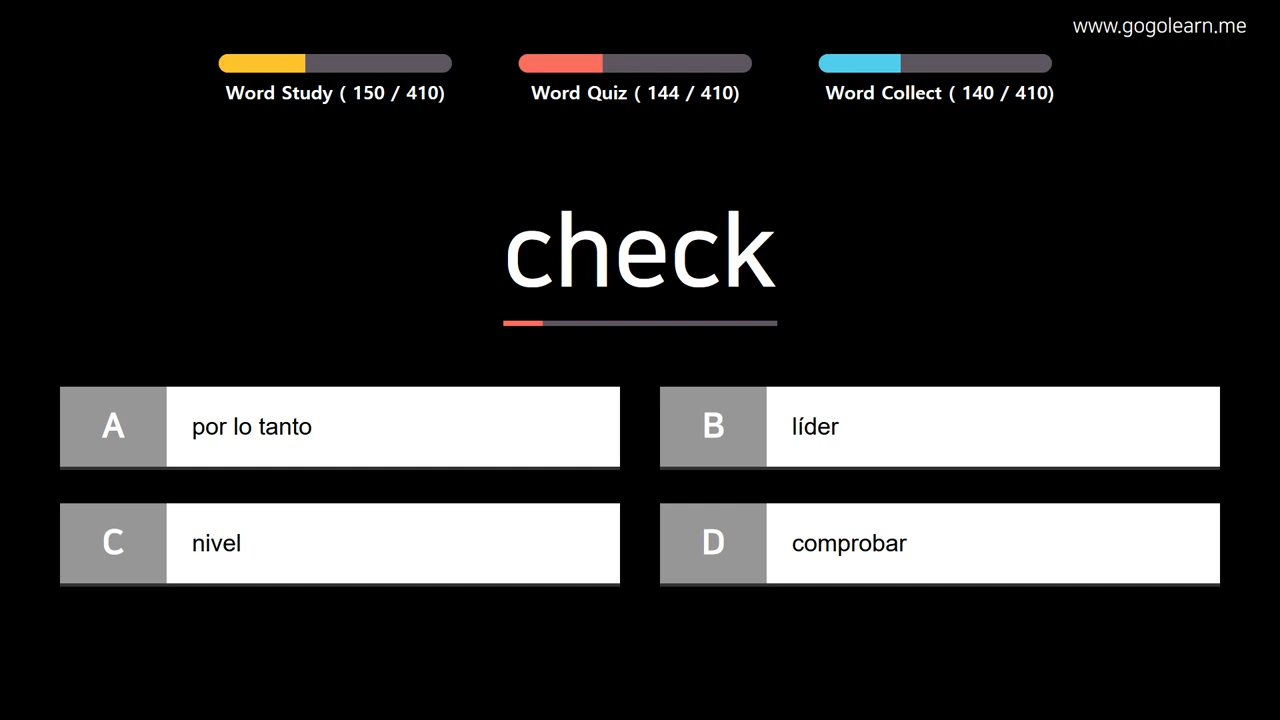 www.gogolearn.me
Word Study ( 150 / 410)
Word Quiz ( 144 / 410)
Word Collect ( 140 / 410)
check
A
por lo tanto
B
líder
C
nivel
D
comprobar